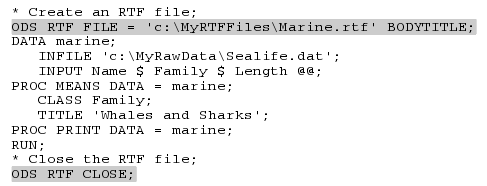 * Create an RTF file;
ODS RTF FILE = 'c:\MyRTFFiles\Marine.rtf' BODYTITLE;
DATA marine;
   INFILE 'c:\MyRawData\Sealife.dat';
   INPUT Name $ Family $ Length @@;
PROC MEANS DATA = marine;
   CLASS Family;
   TITLE 'Whales and Sharks';
PROC PRINT DATA = marine;
RUN;
* Close the RTF file;
ODS RTF CLOSE;